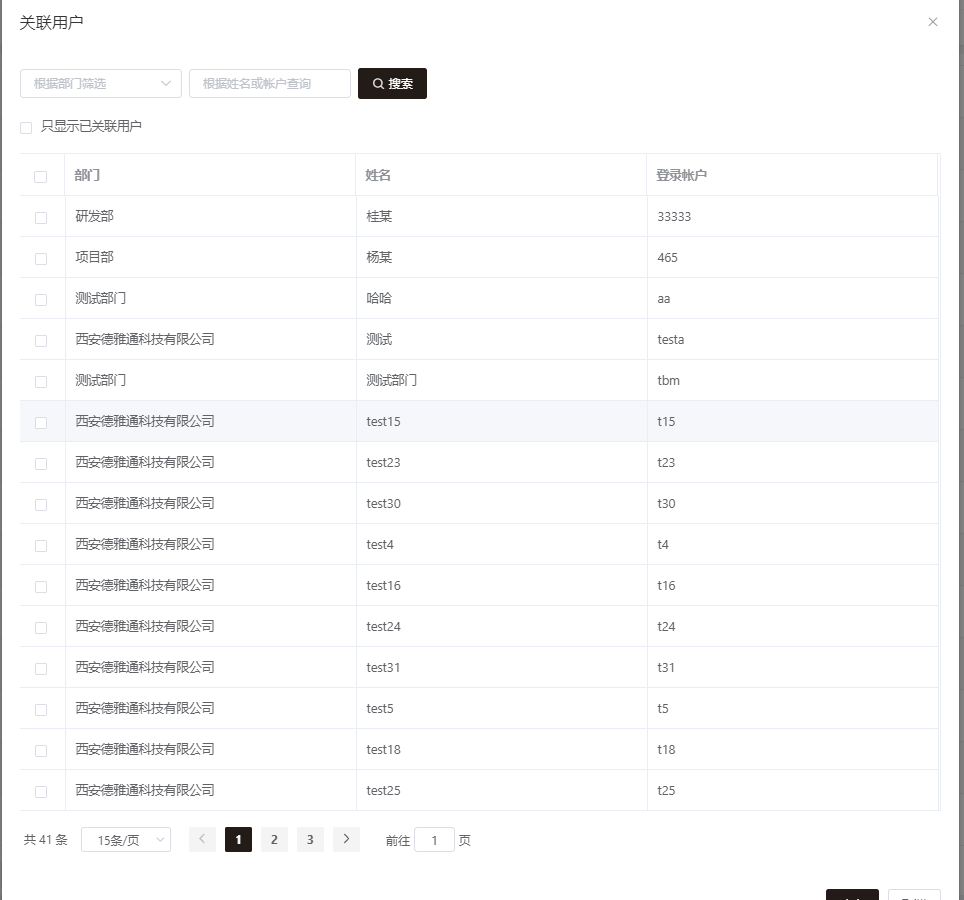 关联用户
根据部门筛选 根据姓名或帐户查询 搜索
只显示已关联用户
部门 姓名 登录帐户
研发部 桂某 33333
项目部 杨某 465
测试部门 哈哈 aa
西安德雅通科技有限公司 测试 testa
测试部门 测试部门 tbm
西安德雅通科技有限公司 test15 t15
西安德雅通科技有限公司 test23 t23
西安德雅通科技有限公司 test30 t30
西安德雅通科技有限公司 test4 t4
西安德雅通科技有限公司 test16 t16
西安德雅通科技有限公司 test24 t24
西安德雅通科技有限公司 test31 t31
西安德雅通科技有限公司 test5 t5
西安德雅通科技有限公司 test18 t18
西安德雅通科技有限公司 test25 t25
共 41 条 15条/页 1 2 3 前往 1 页